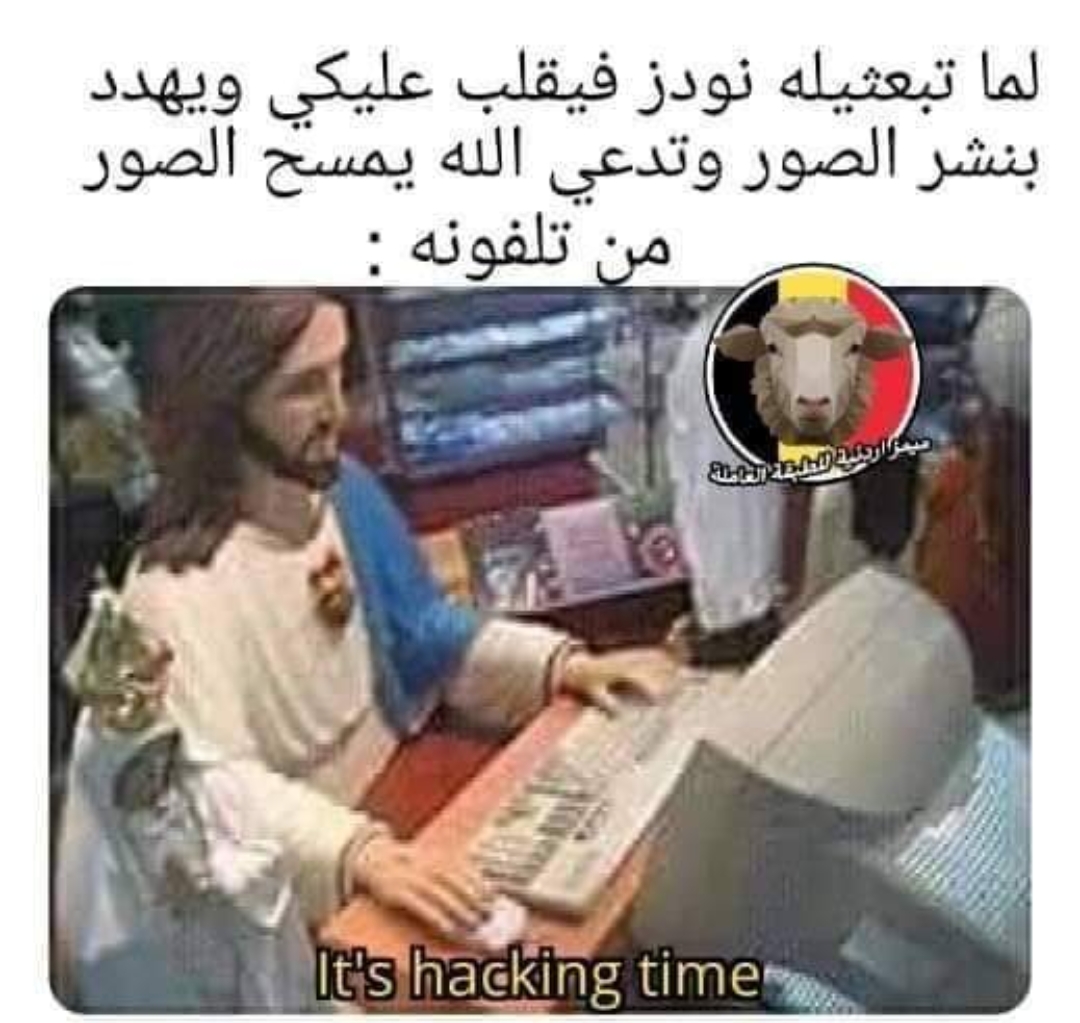 لما تبعثيله نودز فيقلب عليكي ويهدد
بنشر الصور وتدعي الله يمسح الصور
من تلفونه :
It's hacking time